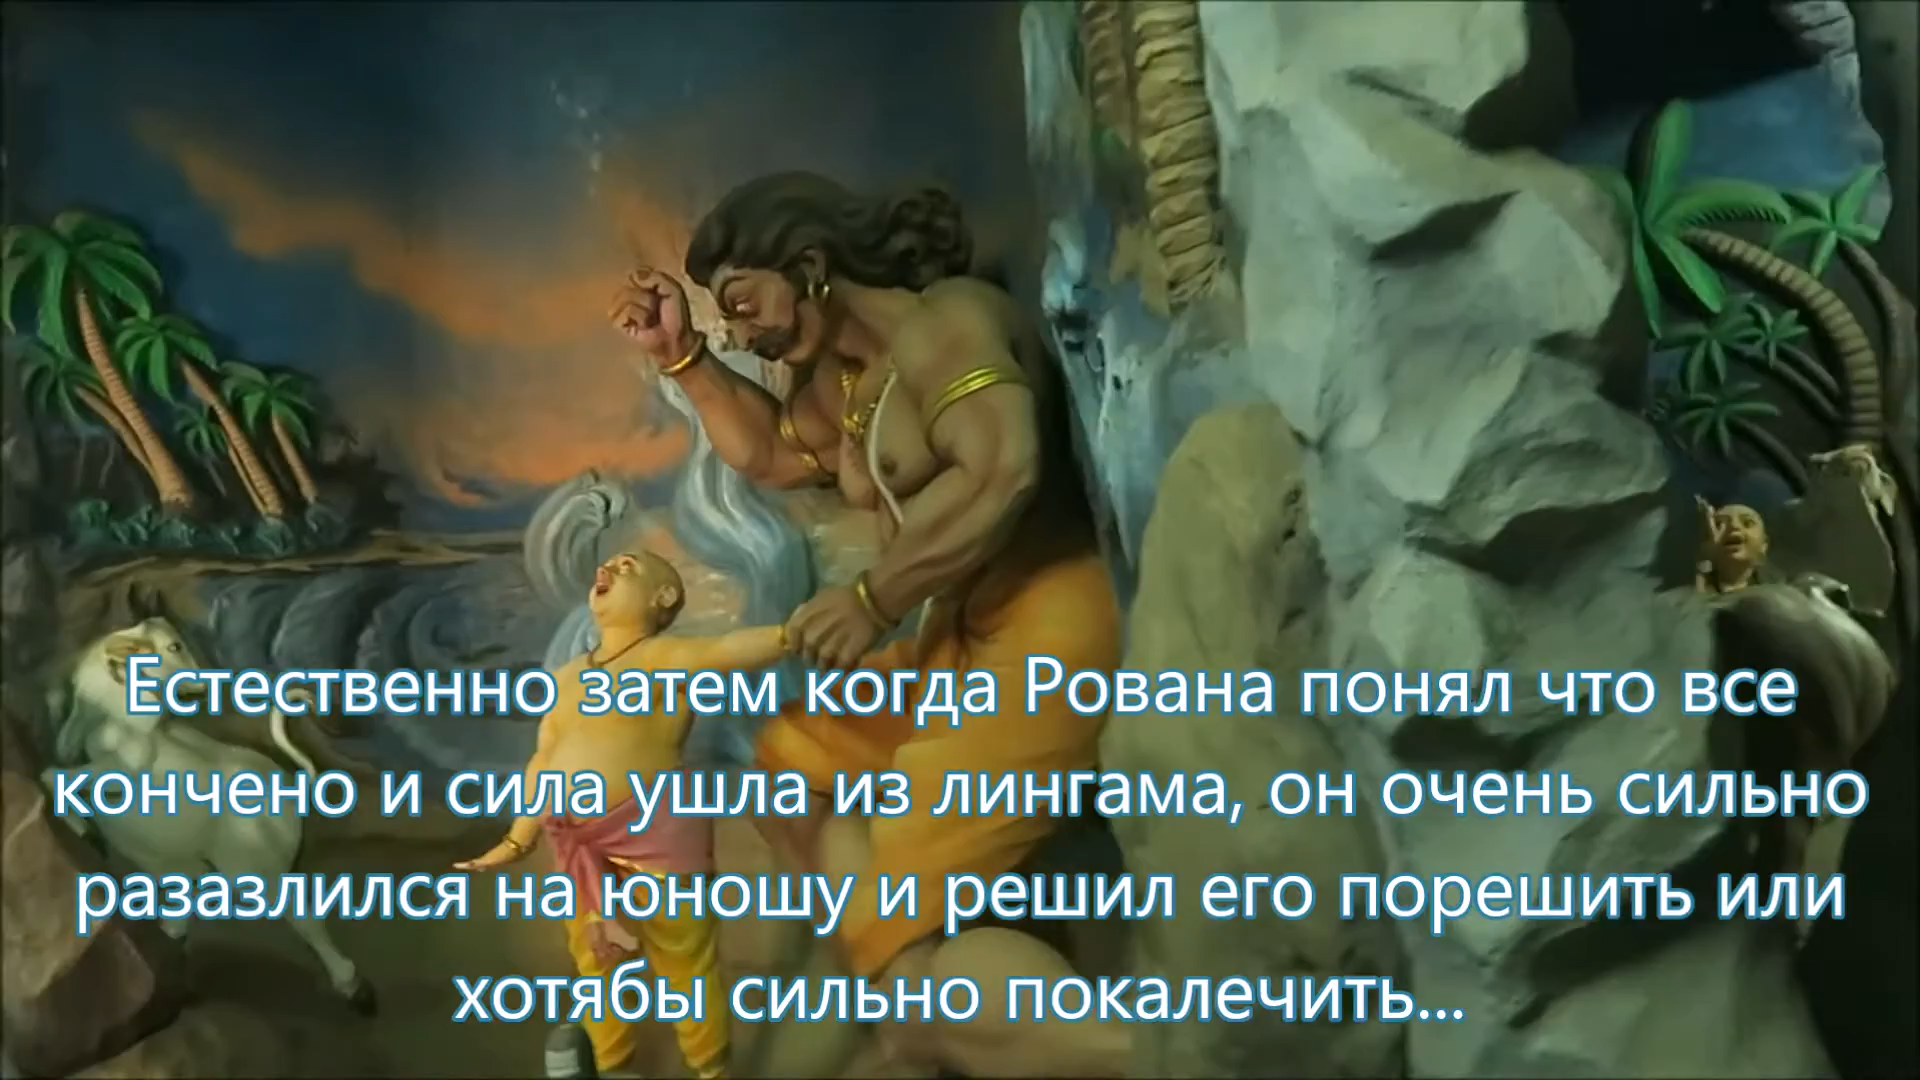 Естественно затем когда Рована понял что все
кончено и сила ушла из лингама, он очень сильно
разазлился на юношу и решил его порешить или
хотябы сильно покалечить...